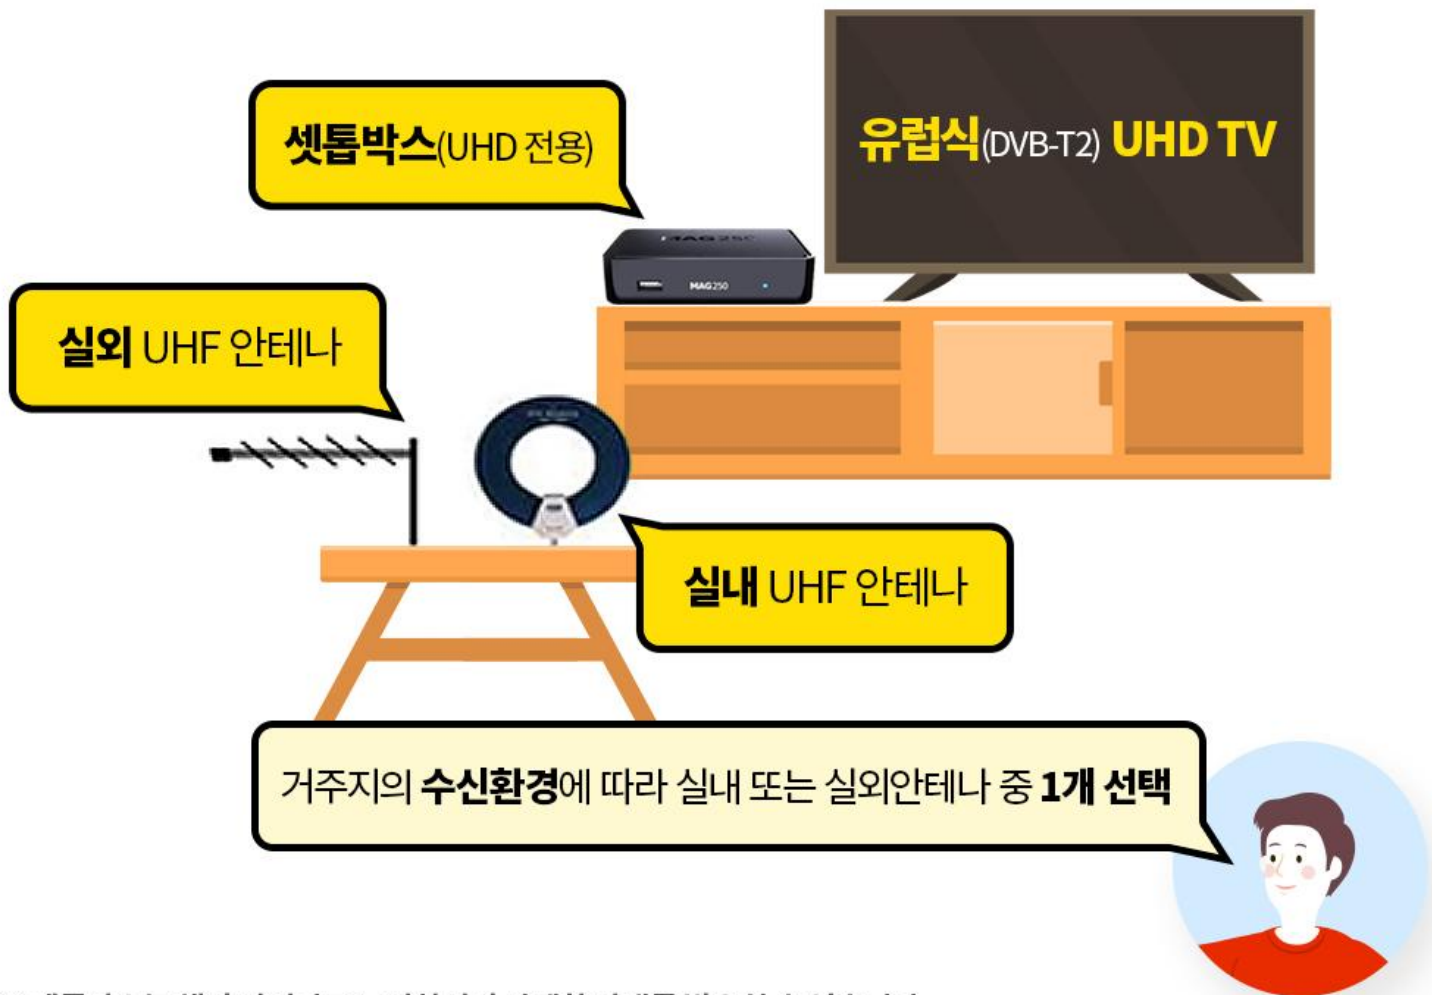 셋톱박스(UHD 전용)
유럽식(DVB-T2) UHD TV
MAG250
실외 UHF 안테나
실내 UHF 안테나
거주지의 수신환경에 따라 실내 또는 실외안테나 중 1개 선택